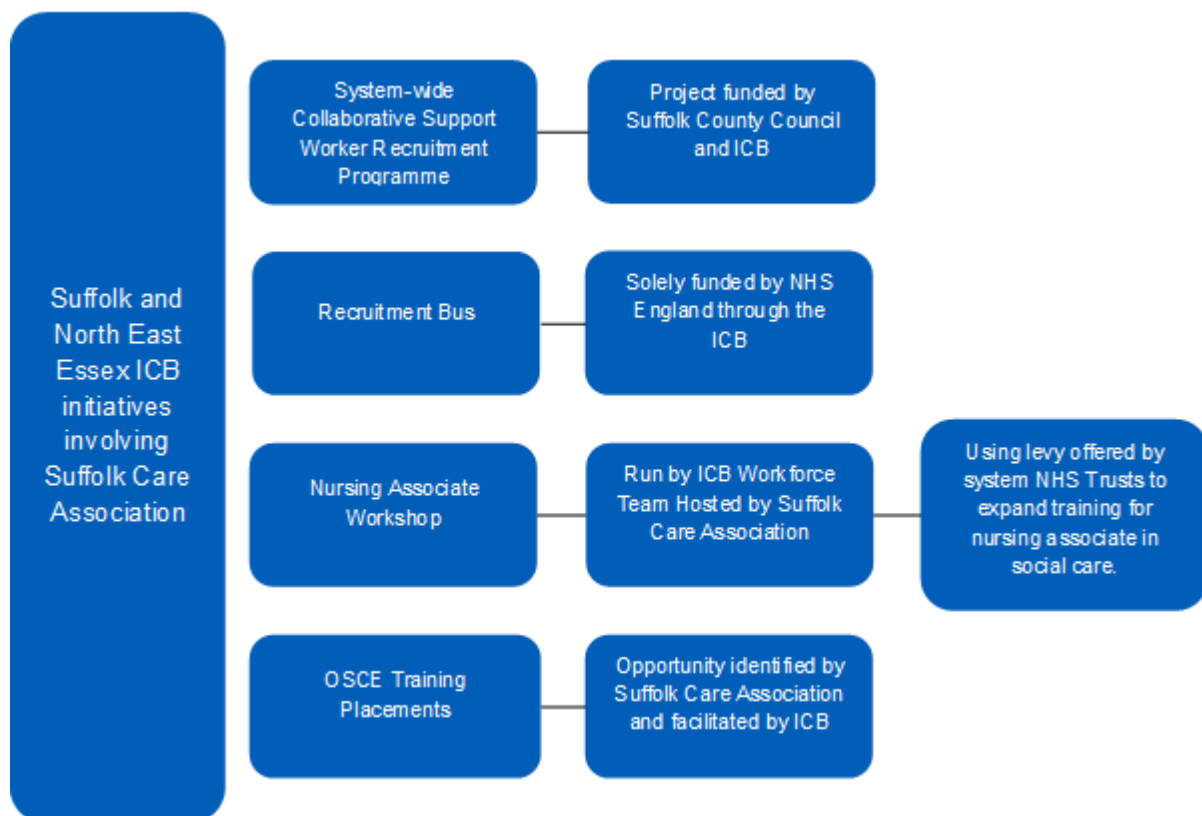 Suffolk and
North East
Essex ICB
initiatives
involving
Suffolk Care
Association
System-wide
Collaborative Support
Worker Recruitment
Programme
Project funded by
Suffolk County Council
and ICB
Recruitment Bus
Solely funded by NHS
England through the
ICB
Nursing Associate
Workshop
Run by ICB Workforce
Team Hosted by Suffolk
Care Association
Using levy offered by
system NHS Trusts to
expand training for
nursing associate in
social care.
OSCE Training
Placements
Opportunity identified by
Suffolk Care Association
and facilitated by ICB